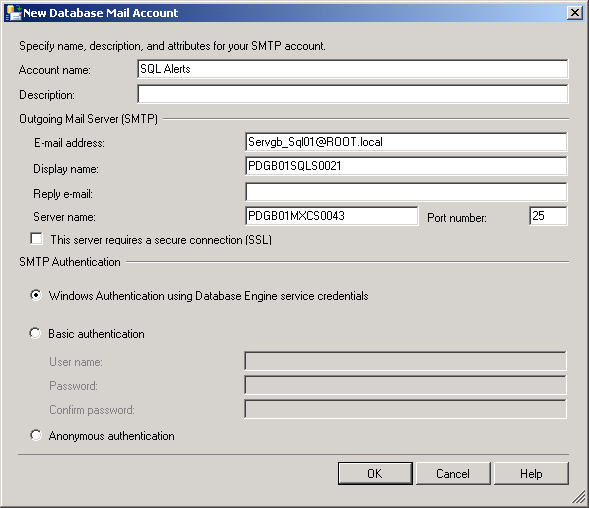 New Database Mail Account
Specify name, description, and attributes for your SMTP account.
Account name: SQL Alerts
Description:
Outgoing Mail Server (SMTP)
E-mail address: Servgb_Sql01@ROOT.local
Display name: PDGB01SQLS0021
Reply e-mail:
Server name: PDGB01MXCS0043 Port number: 25
This server requires a secure connection (SSL)
SMTP Authentication
Windows Authentication using Database Engine service credentials
Basic authentication
User name:
Password:
Confirm password:
Anonymous authentication
OK Cancel Help